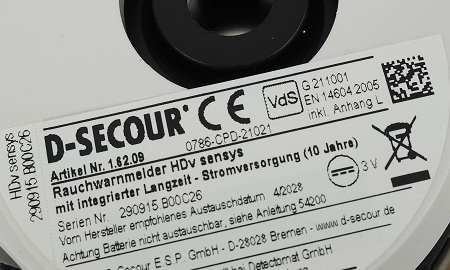 HDv sensys
290915 B00C26
D-SECOUR
CE
0786-CPD-21021
VdS
G 211001
EN 14604:2005
inkl. Anhang L
Artikel Nr. 1.62.09
Rauchwarnmelder HDv sensys
mit integrierter Langzeit - Stromversorgung (10 Jahre)
Serien Nr 290915 B00C26
3 V
Vom Hersteller empfohlenes Austauschdatum 4/2028
Achtung Batterie nicht austauschbar, siehe Anleitung 54200
D-Secour E.S.P. GmbH - D-28028 Bremen - www.d-secour.de
bei Detectomat GmbH